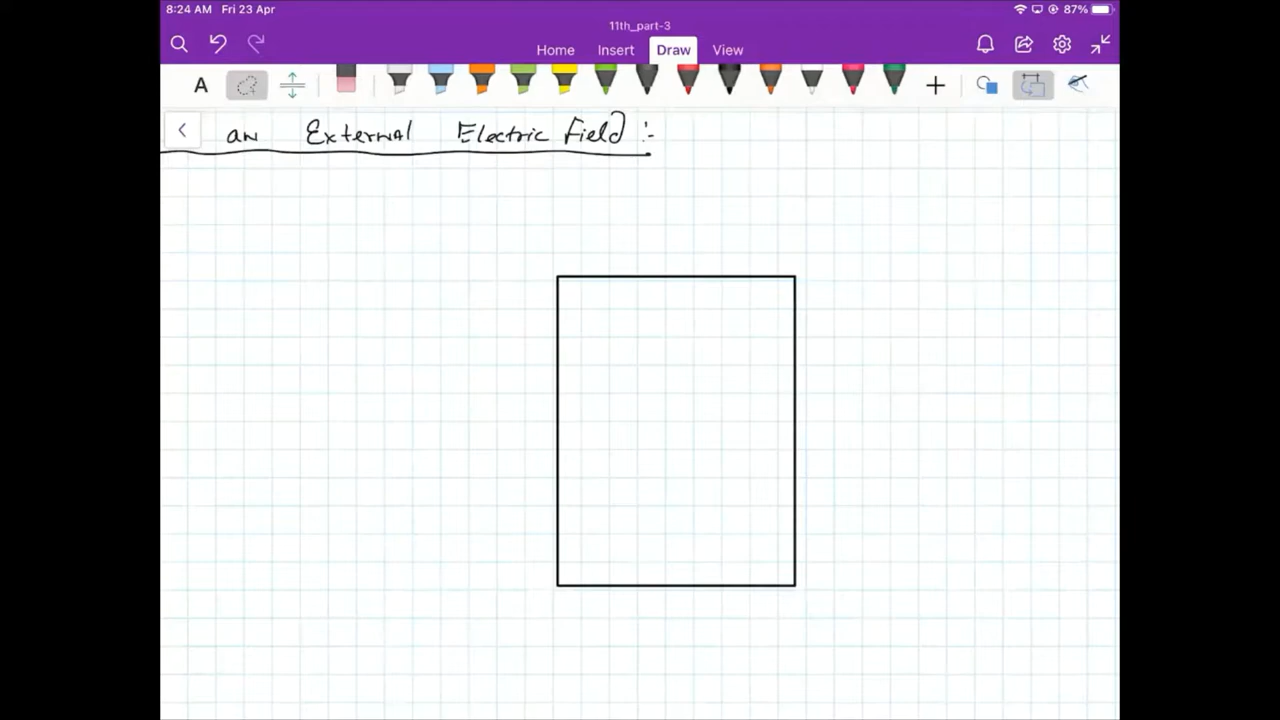 8:24 AM Fri 23 Apr 87%
11th_part-3
Home Insert Draw View
A
an External Electric Field :-